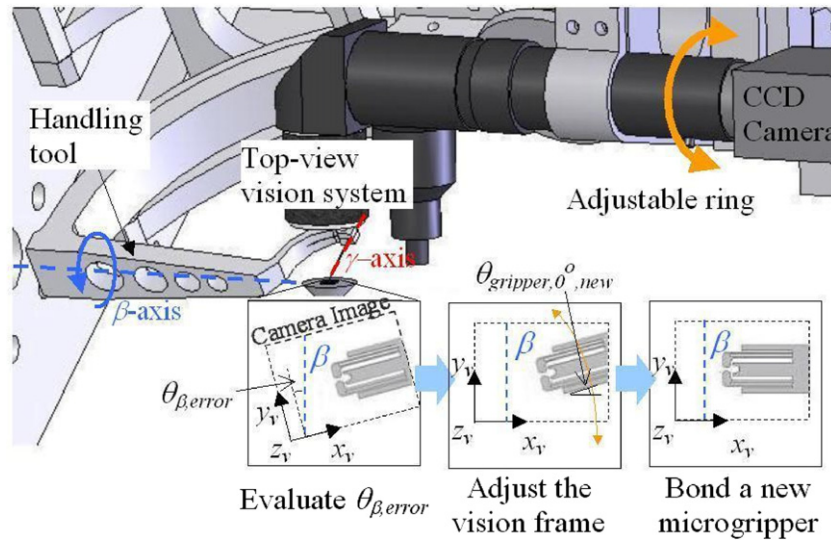 Handling
tool
Top-view
vision system
CCD
Camera
Adjustable ring
γ–axis
β-axis
θgripper,0°,new
Camera Image
β
θβ,error
yv
zv
xv
β
yv
zv
xv
β
yv
zv
xv
Evaluate θβ,error
Adjust the
vision frame
Bond a new
microgripper